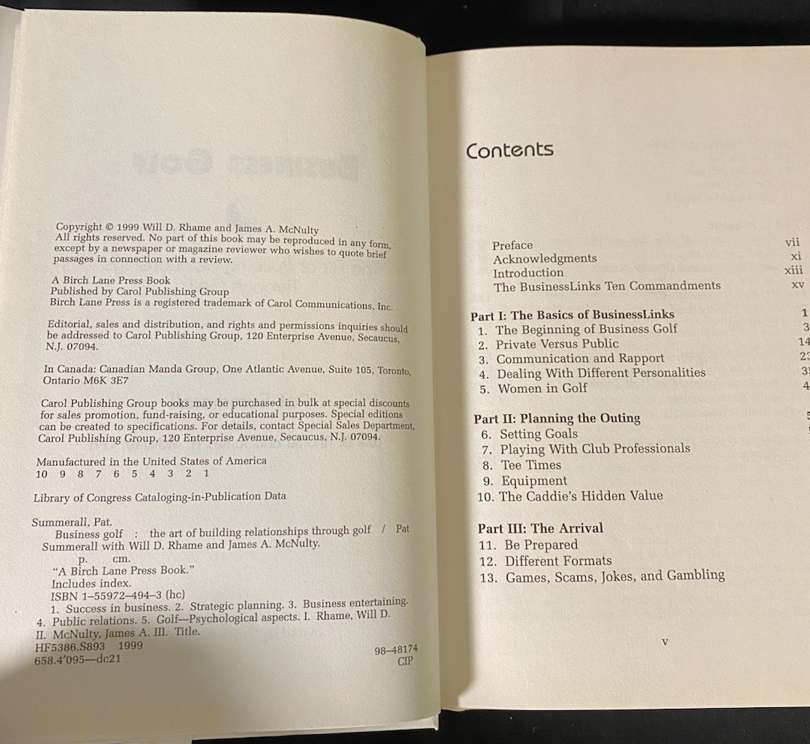 Copyright © 1999 Will D. Rhame and James A. McNulty
All rights reserved. No part of this book may be reproduced in any form,
except by a newspaper or magazine reviewer who wishes to quote brief
passages in connection with a review.
A Birch Lane Press Book
Published by Carol Publishing Group
Birch Lane Press is a registered trademark of Carol Communications, Inc.
Editorial, sales and distribution, and rights and permissions inquiries should
be addressed to Carol Publishing Group, 120 Enterprise Avenue, Secaucus,
N.J. 07094.
In Canada: Canadian Manda Group, One Atlantic Avenue, Suite 105, Toronto,
Ontario M6K 3E7
Carol Publishing Group books may be purchased in bulk at special discounts
for sales promotion, fund-raising, or educational purposes. Special editions
can be created to specifications. For details, contact Special Sales Department,
Carol Publishing Group, 120 Enterprise Avenue, Secaucus, N.J. 07094.
Manufactured in the United States of America
10 9 8 7 6 5 4 3 2 1
Library of Congress Cataloging-in-Publication Data
Summerall, Pat.
Business golf : the art of building relationships through golf / Pat
Summerall with Will D. Rhame and James A. McNulty.
p. cm.
"A Birch Lane Press Book."
Includes index.
ISBN 1-55972-494-3 (hc)
1. Success in business. 2. Strategic planning. 3. Business entertaining.
4. Public relations. 5. Golf—Psychological aspects. I. Rhame, Will D.
II. McNulty, James A. III. Title.
HF5386.S893 1999
658.4'095—dc21 98-48174
CIP
Contents
Preface vii
Acknowledgments xi
Introduction xiii
The BusinessLinks Ten Commandments xv
Part I: The Basics of BusinessLinks 1
1. The Beginning of Business Golf 3
2. Private Versus Public 14
3. Communication and Rapport
4. Dealing With Different Personalities
5. Women in Golf
Part II: Planning the Outing
6. Setting Goals
7. Playing With Club Professionals
8. Tee Times
9. Equipment
10. The Caddie's Hidden Value
Part III: The Arrival
11. Be Prepared
12. Different Formats
13. Games, Scams, Jokes, and Gambling
v